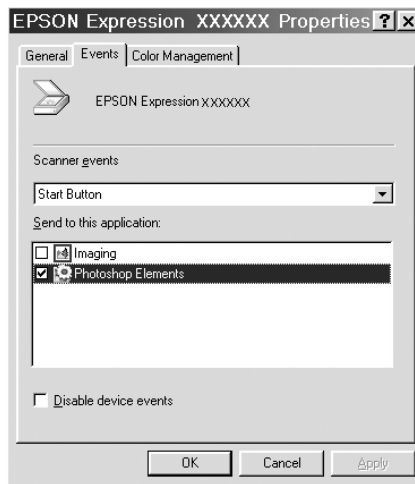 EPSON Expression XXXXXX Properties ? ×
General Events Color Management
EPSON Expression XXXXXX
Scanner events
Start Button
Send to this application:
Imaging
Photoshop Elements
Disable device events
OK Cancel Apply